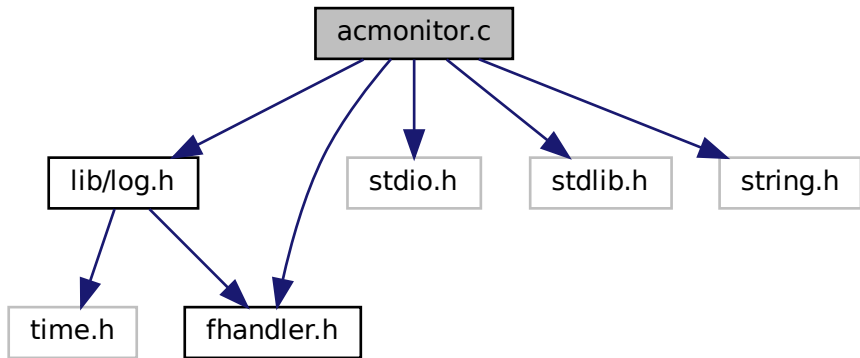 acmonitor.c
lib/log.h
stdio.h
stdlib.h
string.h
time.h
fhandler.h